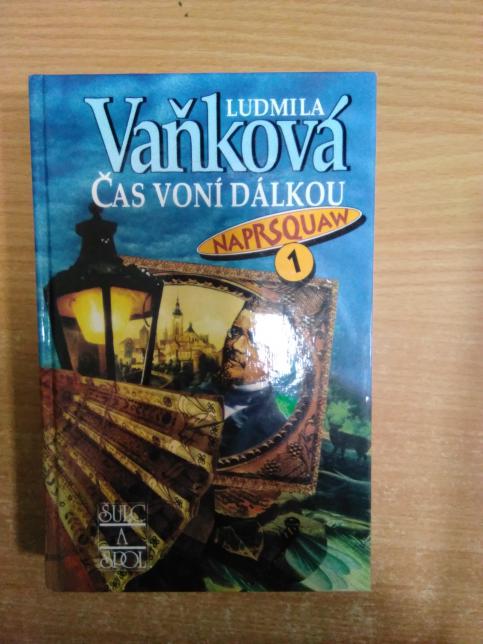 LUDMILA
Vaňková
ČAS VONÍ DÁLKOU
NAPRSQUAW
1
ŠULC
A
SPOL